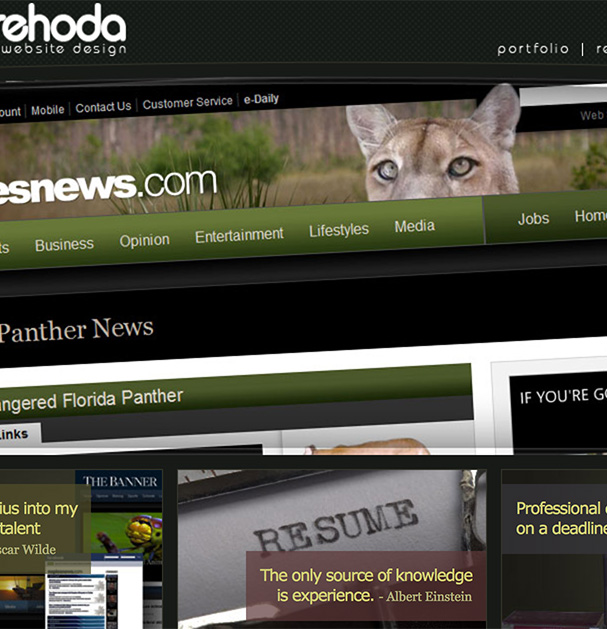 rehoda
website design
portfolio | re
ount | Mobile | Contact Us | Customer Service | e-Daily
Web
esnews.com
ts Business Opinion Entertainment Lifestyles Media Jobs Hom
Panther News
ngered Florida Panther
IF YOU'RE GO
Links
THE BANNER
ius into my
talent
scar Wilde
RESUME
The only source of knowledge
is experience. - Albert Einstein
Professional
on a deadline